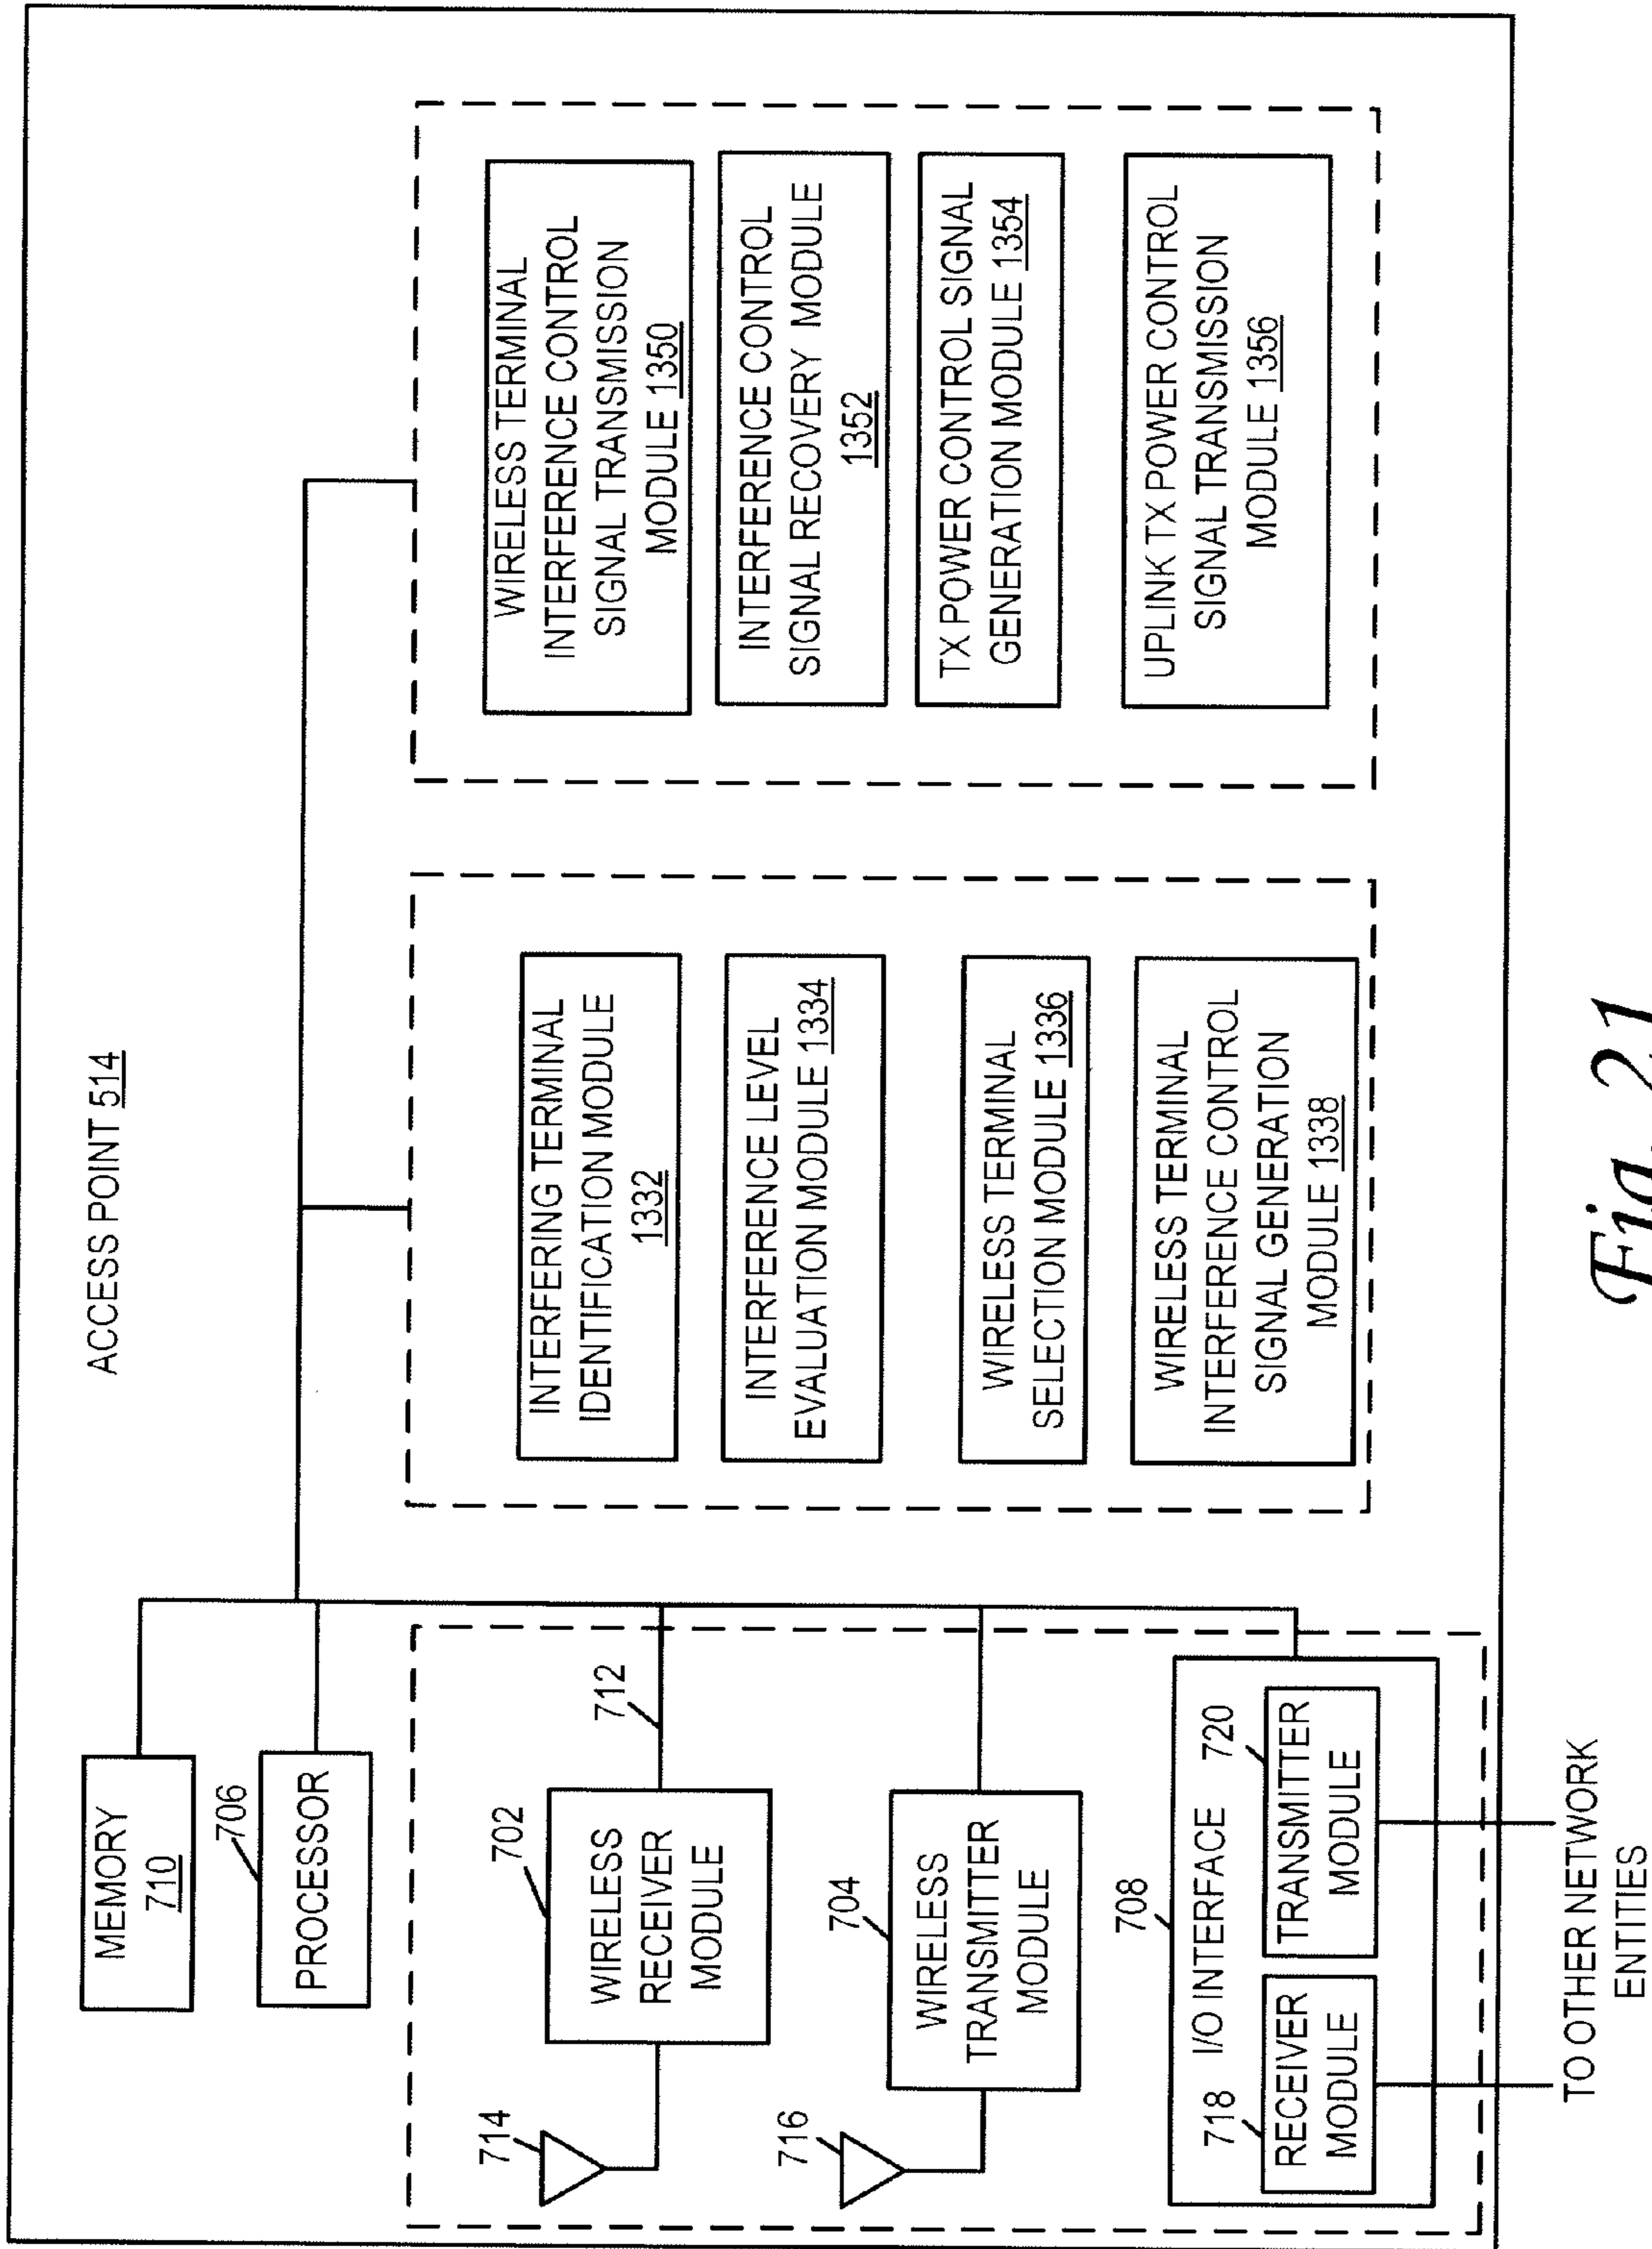 ACCESS POINT 514
MEMORY
710
706
PROCESSOR
714
702
WIRELESS
RECEIVER
MODULE
712
716
704
WIRELESS
TRANSMITTER
MODULE
708
I/O INTERFACE
718
RECEIVER
MODULE
720
TRANSMITTER
MODULE
TO OTHER NETWORK
ENTITIES
INTERFERING TERMINAL
IDENTIFICATION MODULE
1332
INTERFERENCE LEVEL
EVALUATION MODULE 1334
WIRELESS TERMINAL
SELECTION MODULE 1336
WIRELESS TERMINAL
INTERFERENCE CONTROL
SIGNAL GENERATION
MODULE 1338
WIRELESS TERMINAL
INTERFERENCE CONTROL
SIGNAL TRANSMISSION
MODULE 1350
INTERFERENCE CONTROL
SIGNAL RECOVERY MODULE
1352
TX POWER CONTROL SIGNAL
GENERATION MODULE 1354
UPLINK TX POWER CONTROL
SIGNAL TRANSMISSION
MODULE 1356
Fig. 21